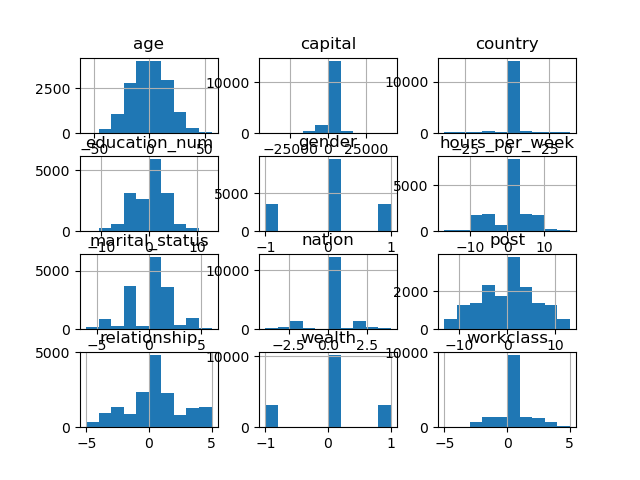 age capital country
2500
0
10000
0
10000
0
−50 0 50
−25000 0 25000
−25 0 25
education_num gender hours_per_week
5000
0
5000
0
5000
0
−10 0 10
−1 0 1
−10 0 10
marital_status nation post
5000
0
10000
0
2000
0
−5 0 5
−2.5 0.0 2.5
−10 0 10
relationship wealth workclass
5000
0
10000
0
10000
0
−5 0 5
−1 0 1
−5 0 5